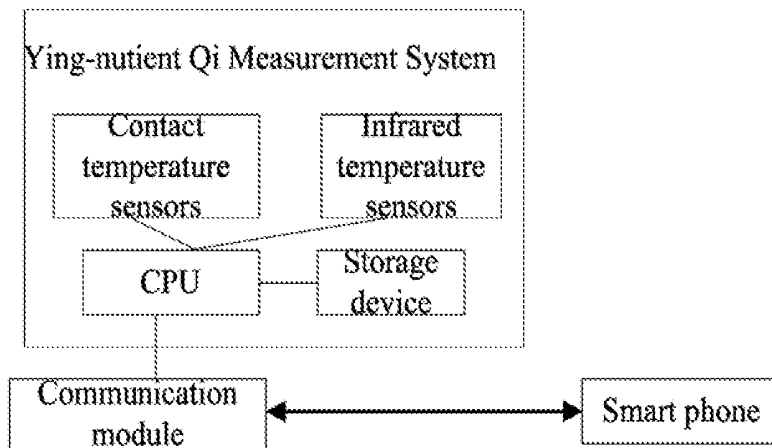 Ying-nutient Qi Measurement System
Contact
temperature
sensors
Infrared
temperature
sensors
CPU
Storage
device
Communication
module
Smart phone